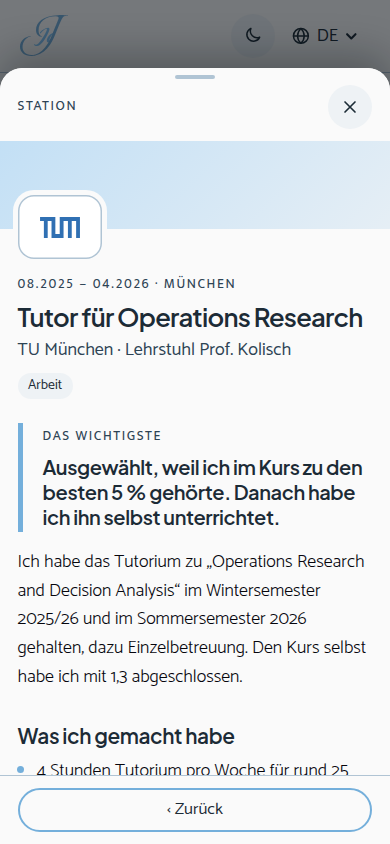 DE
STATION
TUM
08.2025 – 04.2026 · MÜNCHEN
Tutor für Operations Research
TU München · Lehrstuhl Prof. Kolisch
Arbeit
DAS WICHTIGSTE
Ausgewählt, weil ich im Kurs zu den
besten 5 % gehörte. Danach habe
ich ihn selbst unterrichtet.
Ich habe das Tutorium zu „Operations Research
and Decision Analysis“ im Wintersemester
2025/26 und im Sommersemester 2026
gehalten, dazu Einzelbetreuung. Den Kurs selbst
habe ich mit 1,3 abgeschlossen.
Was ich gemacht habe
4 Stunden Tutorium pro Woche für rund 25
‹ Zurück